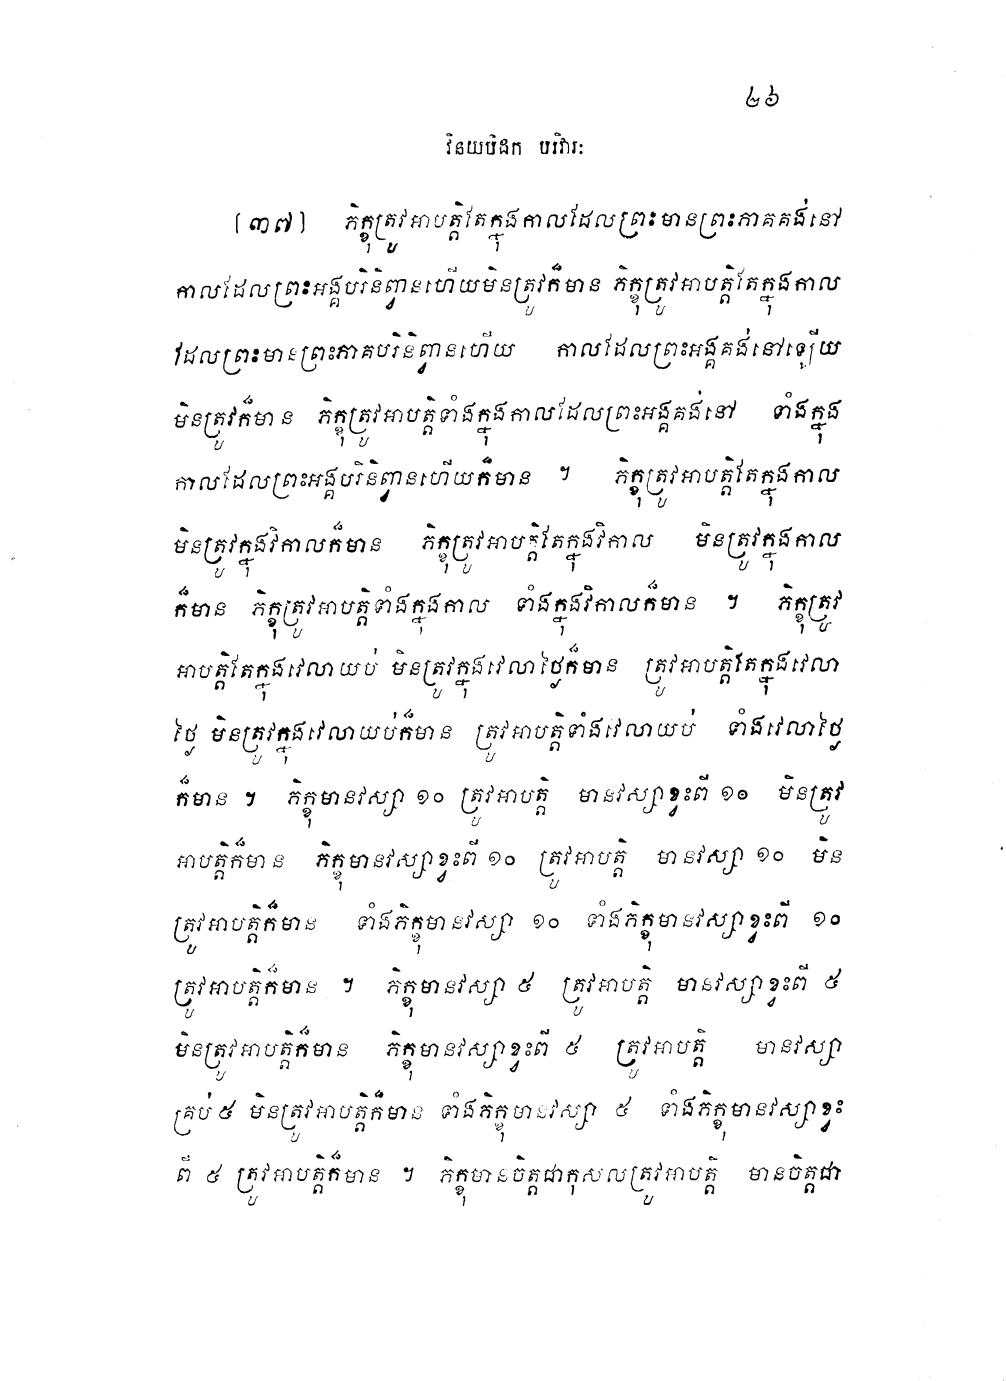 ២៦
វិនយបិដក បរិវារៈ
(៣៧) ភិក្ខុត្រូវអាបត្តិតែក្នុងកាលដែលព្រះមានព្រះភាគគង់នៅ
កាលដែលព្រះអង្គបរិនិព្វានហើយមិនត្រូវក៏មាន ភិក្ខុត្រូវអាបត្តិតែក្នុងកាល
ដែលព្រះមានព្រះភាគបរិនិព្វានហើយ កាលដែលព្រះអង្គគង់នៅឡើយ
មិនត្រូវក៏មាន ភិក្ខុត្រូវអាបត្តិទាំងក្នុងកាលដែលព្រះអង្គគង់នៅ ទាំងក្នុង
កាលដែលព្រះអង្គបរិនិព្វានហើយក៏មាន ។ ភិក្ខុត្រូវអាបត្តិតែក្នុងកាល
មិនត្រូវក្នុងវិកាលក៏មាន ភិក្ខុត្រូវអាបត្តិតែក្នុងវិកាល មិនត្រូវក្នុងកាល
ក៏មាន ភិក្ខុត្រូវអាបត្តិទាំងក្នុងកាល ទាំងក្នុងវិកាលក៏មាន ។ ភិក្ខុត្រូវ
អាបត្តិតែក្នុងវេលាយប់ មិនត្រូវក្នុងវេលាថ្ងៃក៏មាន ត្រូវអាបត្តិតែក្នុងវេលា
ថ្ងៃ មិនត្រូវក្នុងវេលាយប់ក៏មាន ត្រូវអាបត្តិទាំងវេលាយប់ ទាំងវេលាថ្ងៃ
ក៏មាន ។ ភិក្ខុមានវស្សា ១០ ត្រូវអាបត្តិ មានវស្សាខ្វះពី ១០ មិនត្រូវ
អាបត្តិក៏មាន ភិក្ខុមានវស្សាខ្វះពី ១០ ត្រូវអាបត្តិ មានវស្សា ១០ មិន
ត្រូវអាបត្តិក៏មាន ទាំងភិក្ខុមានវស្សា ១០ ទាំងភិក្ខុមានវស្សាខ្វះពី ១០
ត្រូវអាបត្តិក៏មាន ។ ភិក្ខុមានវស្សា ៥ ត្រូវអាបត្តិ មានវស្សាខ្វះពី ៥
មិនត្រូវអាបត្តិក៏មាន ភិក្ខុមានវស្សាខ្វះពី ៥ ត្រូវអាបត្តិ មានវស្សា
គ្រប់ ៥ មិនត្រូវអាបត្តិក៏មាន ទាំងភិក្ខុមានវស្សា ៥ ទាំងភិក្ខុមានវស្សាខ្វះ
ពី ៥ ត្រូវអាបត្តិក៏មាន ។ ភិក្ខុមានចិត្តជាកុសលត្រូវអាបត្តិ មានចិត្តជា